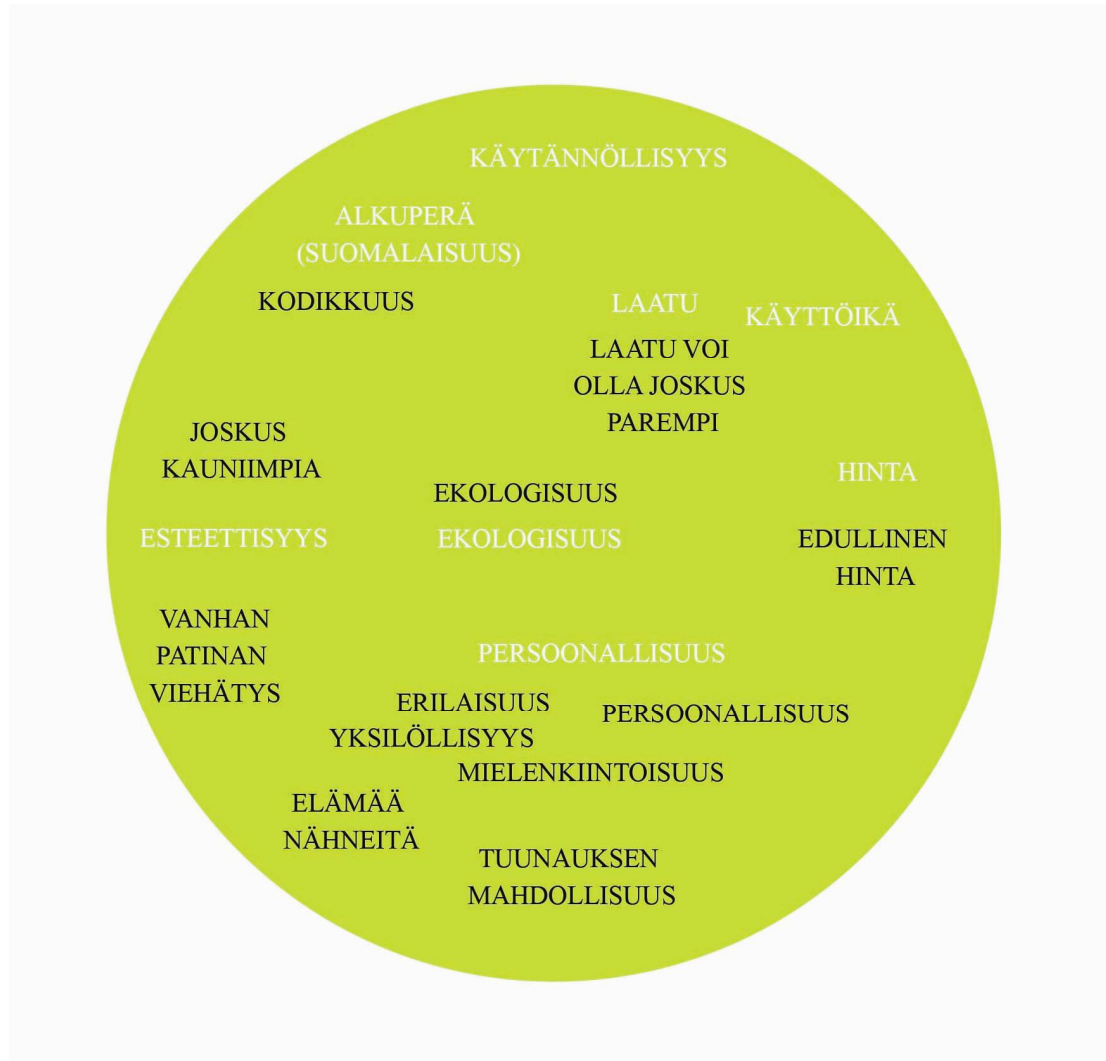 KÄYTÄNNÖLLISYYS
ALKUPERÄ
(SUOMALAISUUS)
KODIKKUUS
LAATU
KÄYTTÖIKÄ
LAATU VOI
OLLA JOSKUS
PAREMPI
JOSKUS
KAUNIIMPIA
HINTA
EKOLOGISUUS
ESTEETTISYYS
EKOLOGISUUS
EDULLINEN
HINTA
VANHAN
PATINAN
VIEHÄTYS
PERSOONALLISUUS
ERILAISUUS
PERSOONALLISUUS
YKSILÖLLISYYS
MIELENKIINTOISUUS
ELÄMÄÄ
NÄHNEITÄ
TUUNAUKSEN
MAHDOLLISUUS